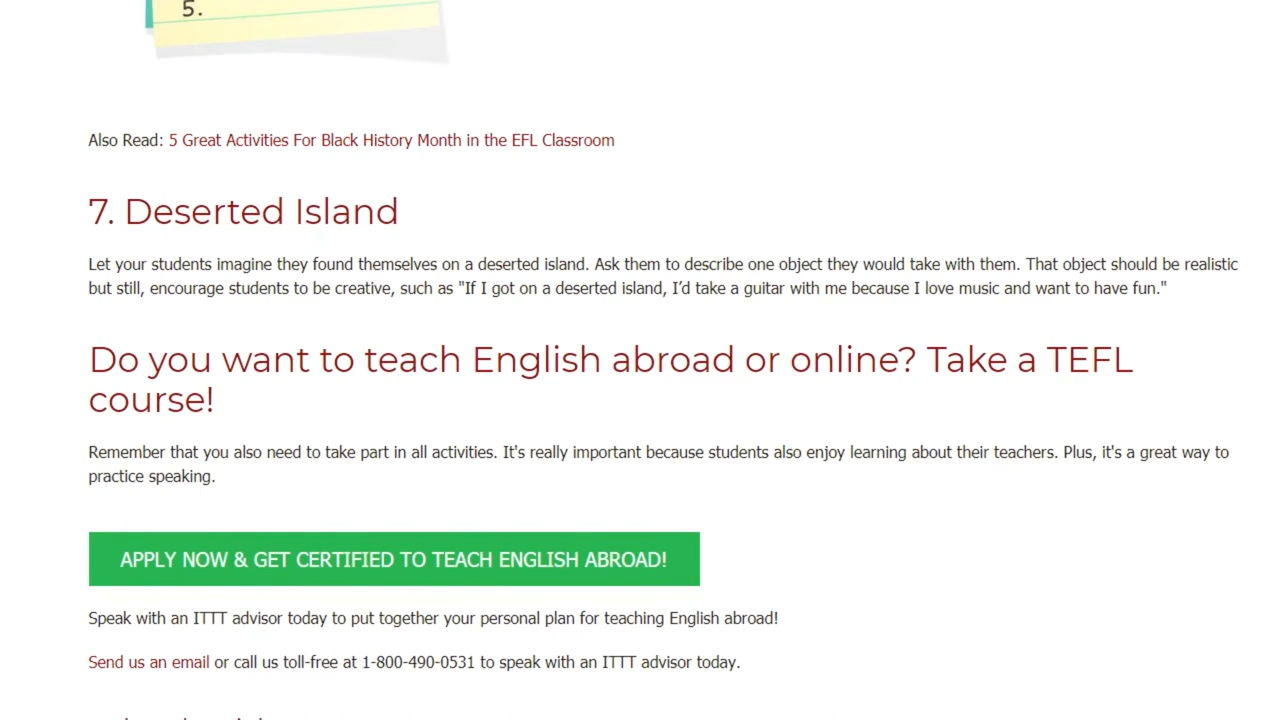 5.
Also Read: 5 Great Activities For Black History Month in the EFL Classroom
7. Deserted Island
Let your students imagine they found themselves on a deserted island. Ask them to describe one object they would take with them. That object should be realistic
but still, encourage students to be creative, such as "If I got on a deserted island, I’d take a guitar with me because I love music and want to have fun."
Do you want to teach English abroad or online? Take a TEFL
course!
Remember that you also need to take part in all activities. It's really important because students also enjoy learning about their teachers. Plus, it's a great way to
practice speaking.
APPLY NOW & GET CERTIFIED TO TEACH ENGLISH ABROAD!
Speak with an ITTT advisor today to put together your personal plan for teaching English abroad!
Send us an email or call us toll-free at 1-800-490-0531 to speak with an ITTT advisor today.